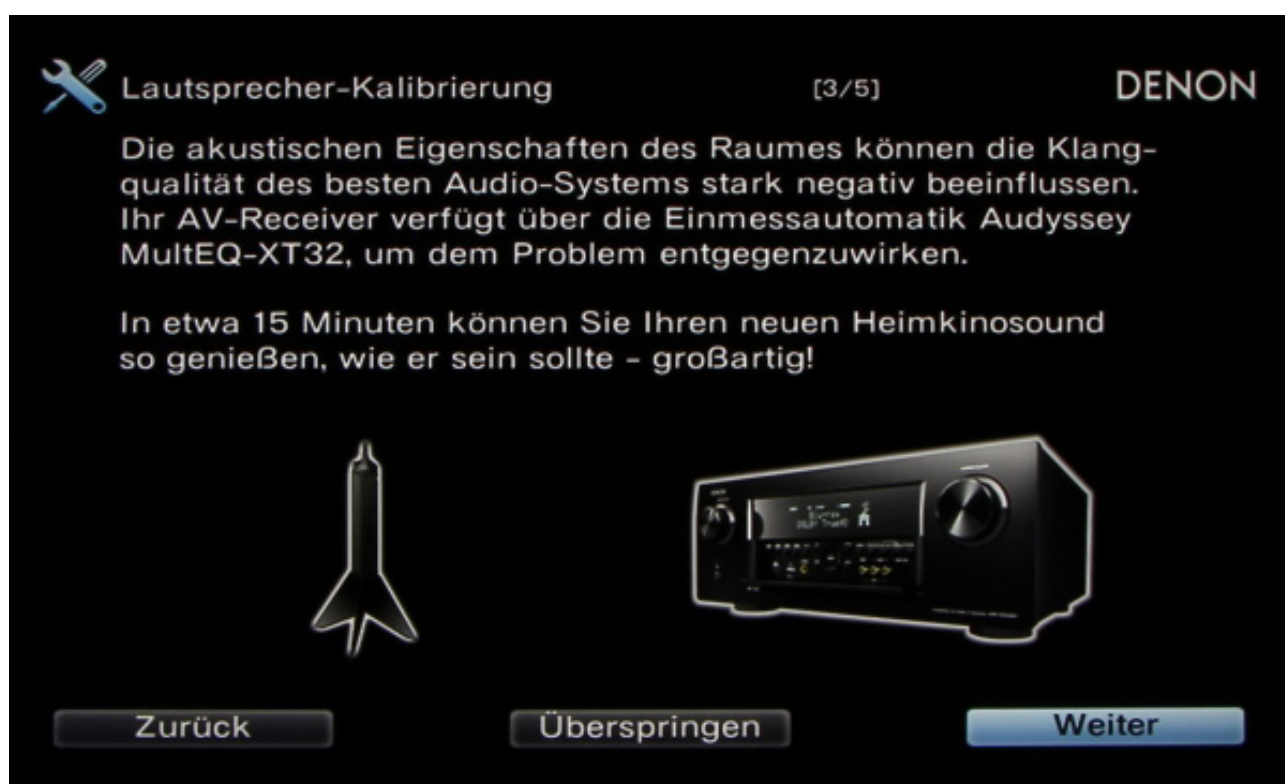 Lautsprecher-Kalibrierung [3/5] DENON
Die akustischen Eigenschaften des Raumes können die Klang-
qualität des besten Audio-Systems stark negativ beeinflussen.
Ihr AV-Receiver verfügt über die Einmessautomatik Audyssey
MultEQ-XT32, um dem Problem entgegenzuwirken.
In etwa 15 Minuten können Sie Ihren neuen Heimkinosound
so genießen, wie er sein sollte - großartig!
Zurück Überspringen Weiter